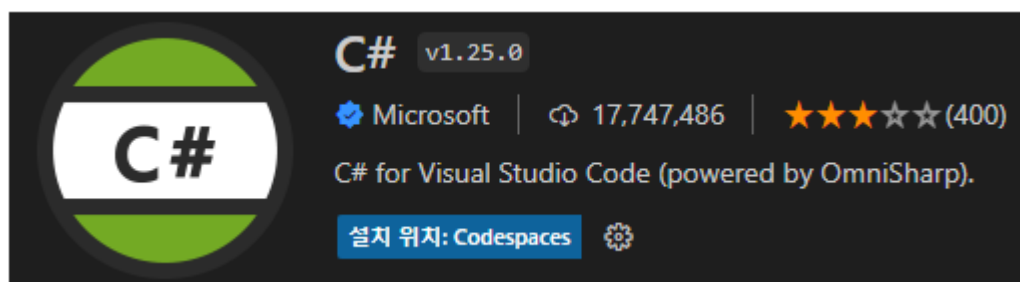 C#
C# v1.25.0
Microsoft 17,747,486 (400)
C# for Visual Studio Code (powered by OmniSharp).
설치 위치: Codespaces